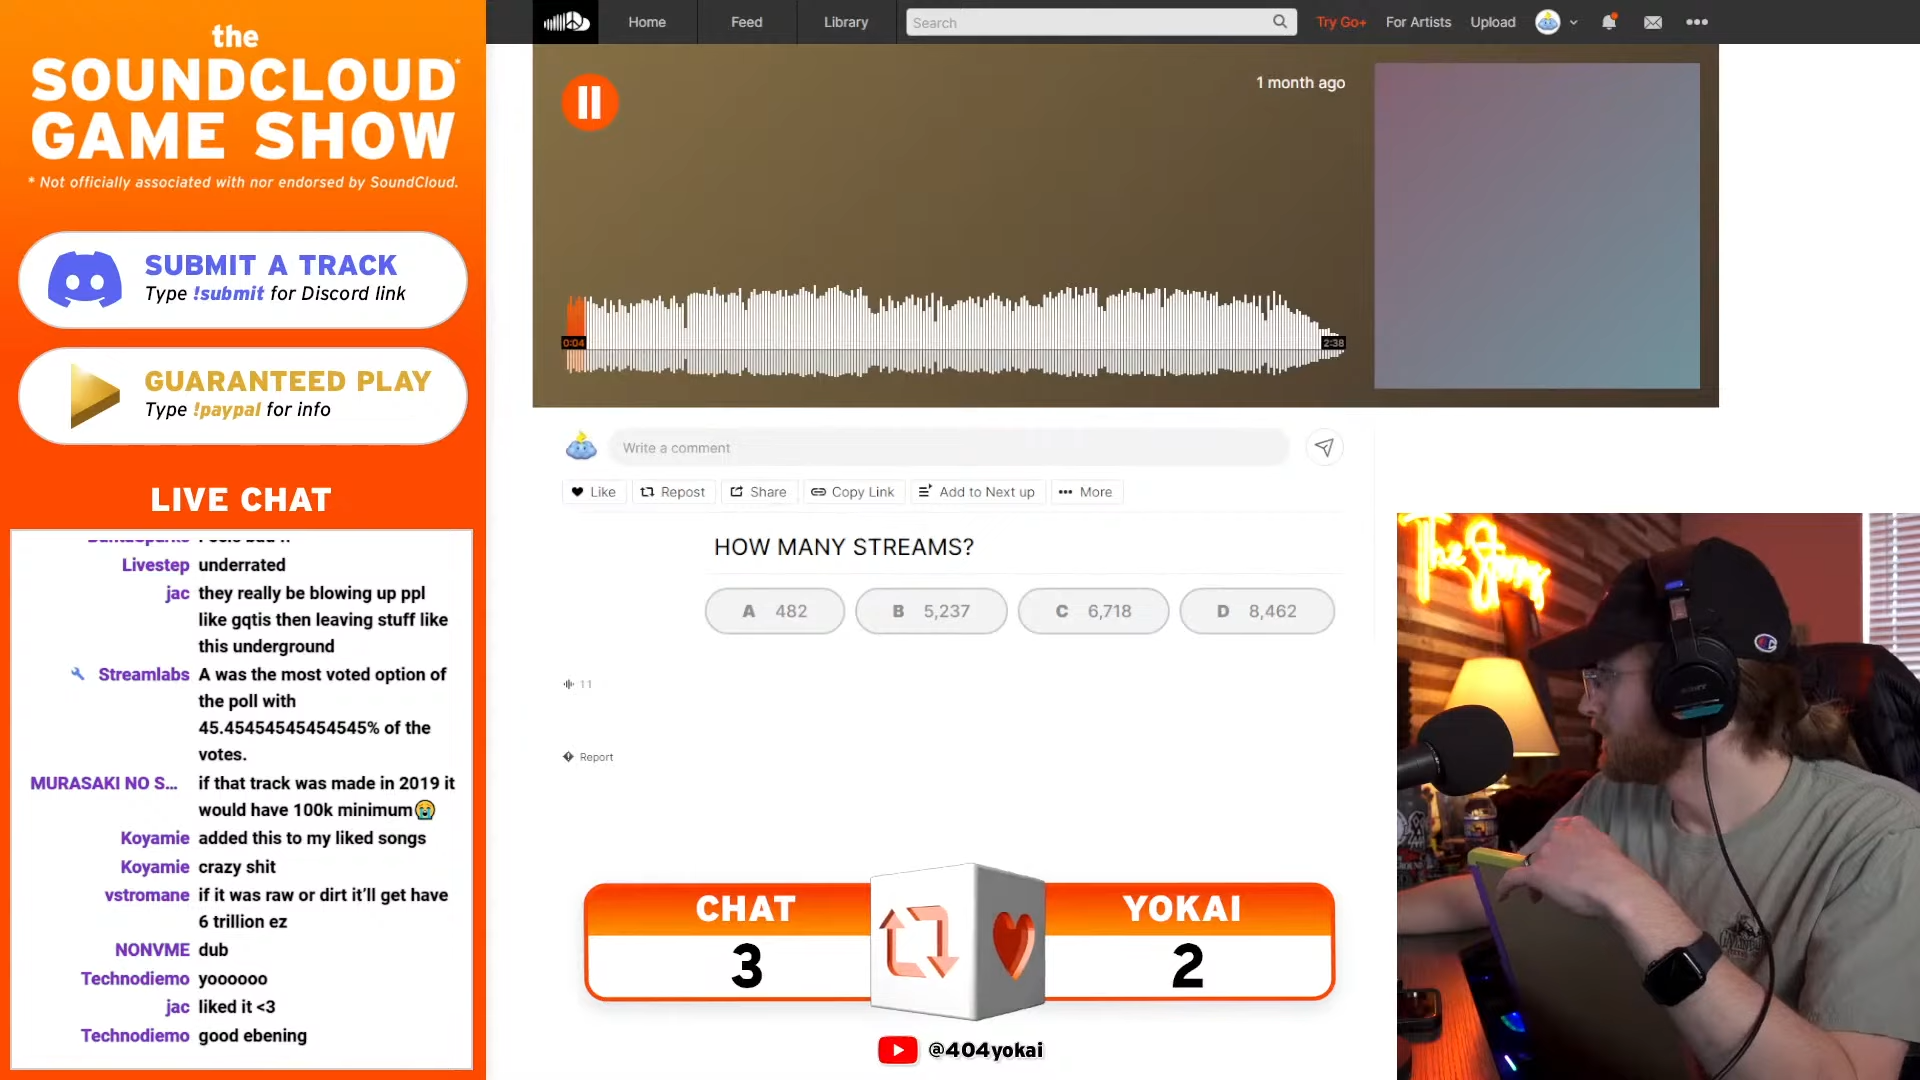 the
SOUNDCLOUD*
GAME SHOW
* Not officially associated with nor endorsed by SoundCloud.
SUBMIT A TRACK
Type !submit for Discord link
GUARANTEED PLAY
Type !paypal for info
LIVE CHAT
Livestep underrated
jac they really be blowing up ppl
like gqtis then leaving stuff like
this underground
Streamlabs A was the most voted option of
the poll with
45.45454545454545% of the
votes.
MURASAKI NO S... if that track was made in 2019 it
would have 100k minimum😭
Koyamie added this to my liked songs
Koyamie crazy shit
vstromane if it was raw or dirt it'll get have
6 trillion ez
NONVME dub
Technodiemo yoooooo
jac liked it <3
Technodiemo good ebening
Home
Feed
Library
Search
Try Go+
For Artists
Upload
1 month ago
0:04
2:38
Write a comment
Like
Repost
Share
Copy Link
Add to Next up
More
HOW MANY STREAMS?
A 482
B 5,237
C 6,718
D 8,462
11
Report
CHAT
3
YOKAI
2
@404yokai
The Story
SONY